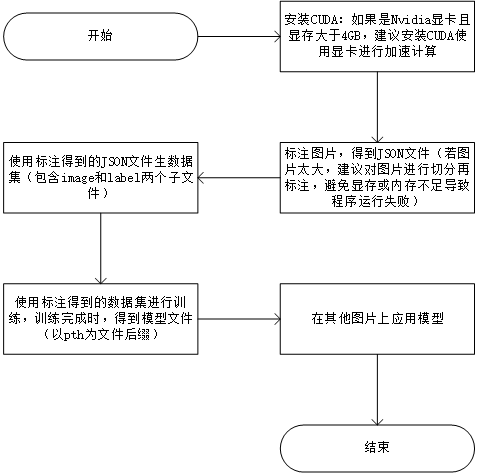 开始
安装CUDA：如果是Nvidia显卡且
显存大于4GB，建议安装CUDA使
用显卡进行加速计算
标注图片，得到JSON文件（若图
片太大，建议对图片进行切分再
标注，避免显存或内存不足导致
程序运行失败）
使用标注得到的JSON文件生数据
集（包含image和label两个子文
件）
使用标注得到的数据集进行训
练，训练完成时，得到模型文件
（以pth为文件后缀）
在其他图片上应用模型
结束